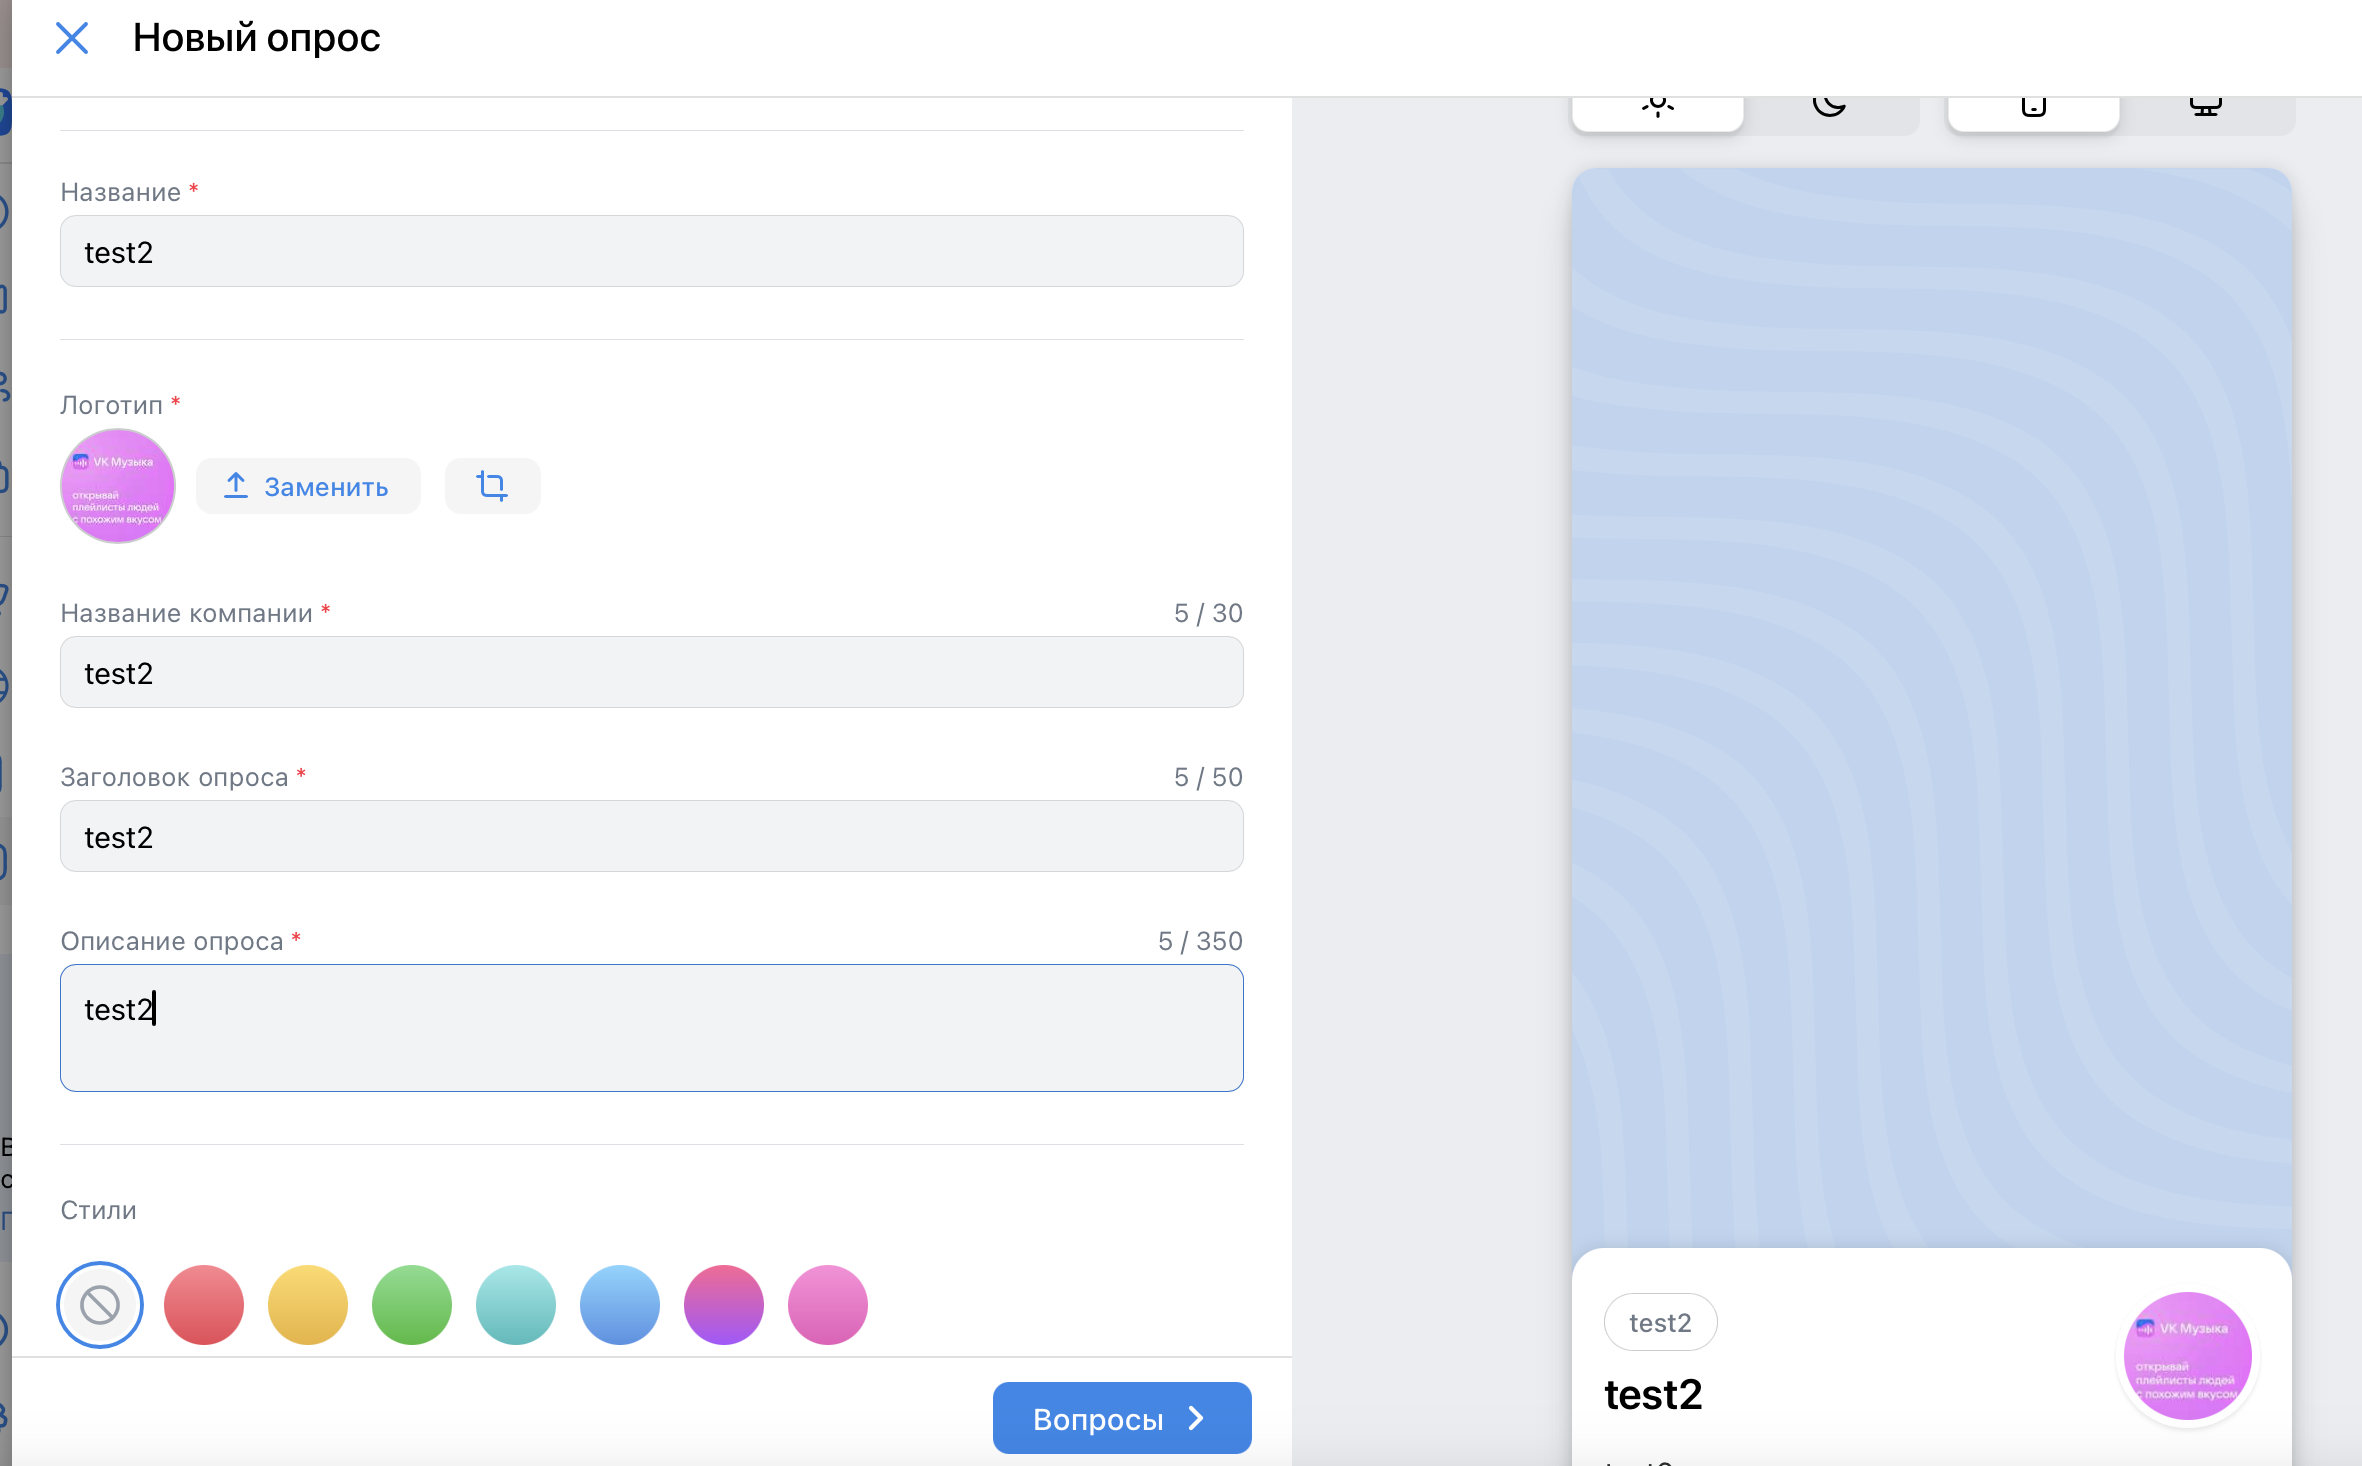 Новый опрос
Название *
test2
Логотип *
VK Музыка
открывай
плейлисты людей
с похожим вкусом
Заменить
Название компании *
5 / 30
test2
Заголовок опроса *
5 / 50
test2
Описание опроса *
5 / 350
test2
Стили
Вопросы
test2
test2
VK Музыка
открывай
плейлисты людей
с похожим вкусом